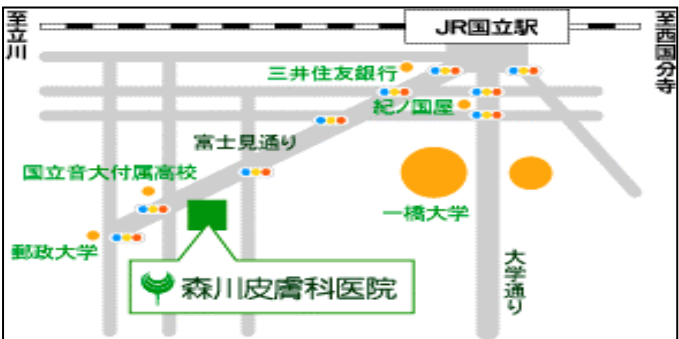 至立川
JR国立駅
至西国分寺
三井住友銀行
紀ノ国屋
富士見通り
国立音大付属高校
一橋大学
郵政大学
大学通り
森川皮膚科医院